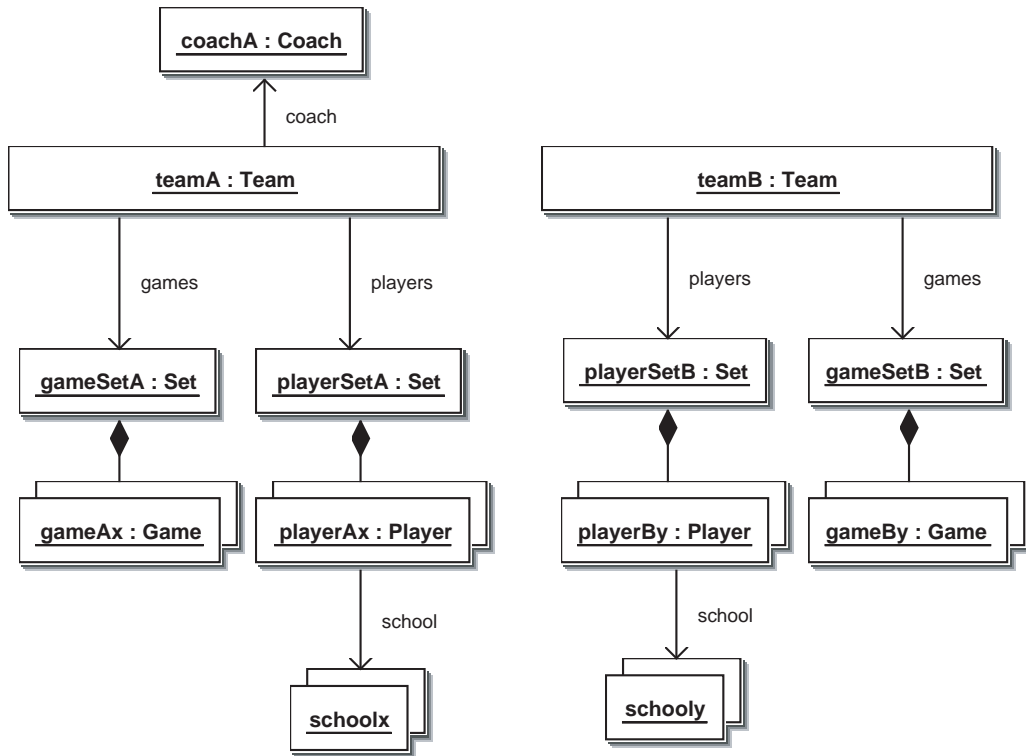 coachA : Coach
coach
teamA : Team
teamB : Team
games
players
players
games
gameSetA : Set
playerSetA : Set
playerSetB : Set
gameSetB : Set
gameAx : Game
playerAx : Player
playerBy : Player
gameBy : Game
school
school
schoolx
schooly